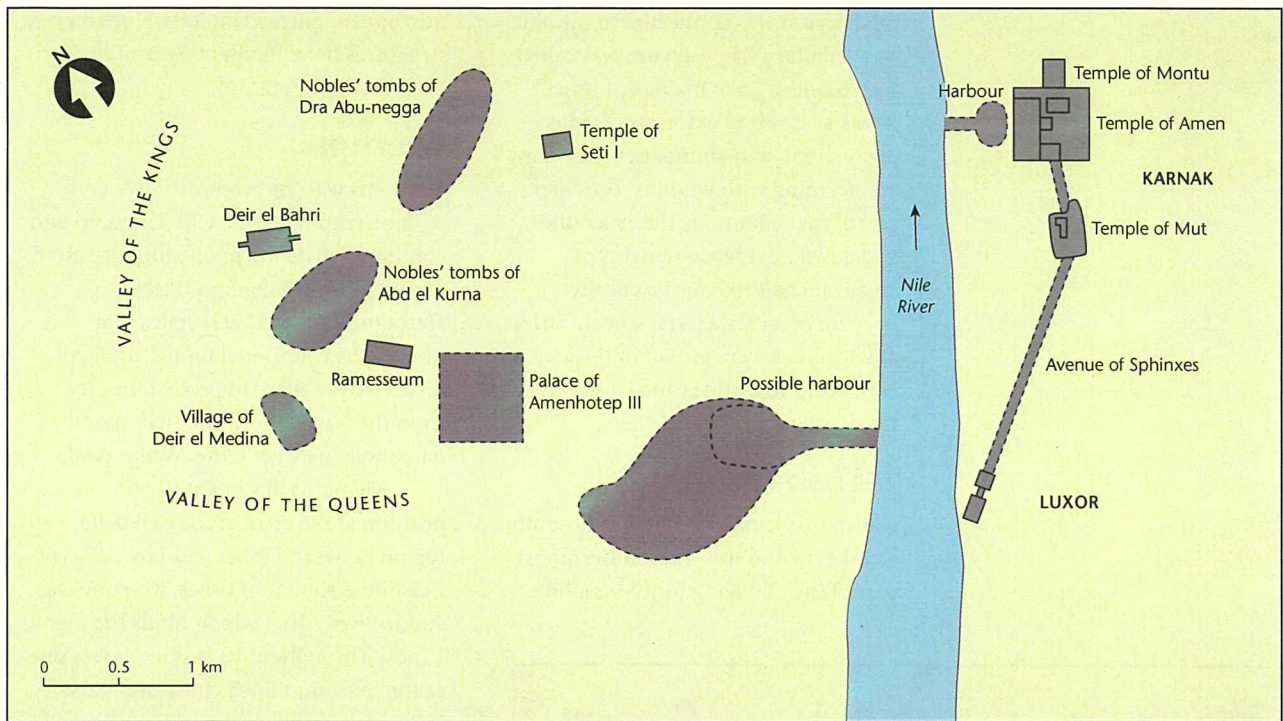 N
Nobles' tombs of
Dra Abu-negga
Temple of
Seti I
VALLEY OF THE KINGS
Deir el Bahri
Nobles' tombs of
Abd el Kurna
Ramesseum
Palace of
Amenhotep III
Village of
Deir el Medina
VALLEY OF THE QUEENS
Possible harbour
Nile
River
Harbour
Temple of Montu
Temple of Amen
KARNAK
Temple of Mut
Avenue of Sphinxes
LUXOR
0 0.5 1 km